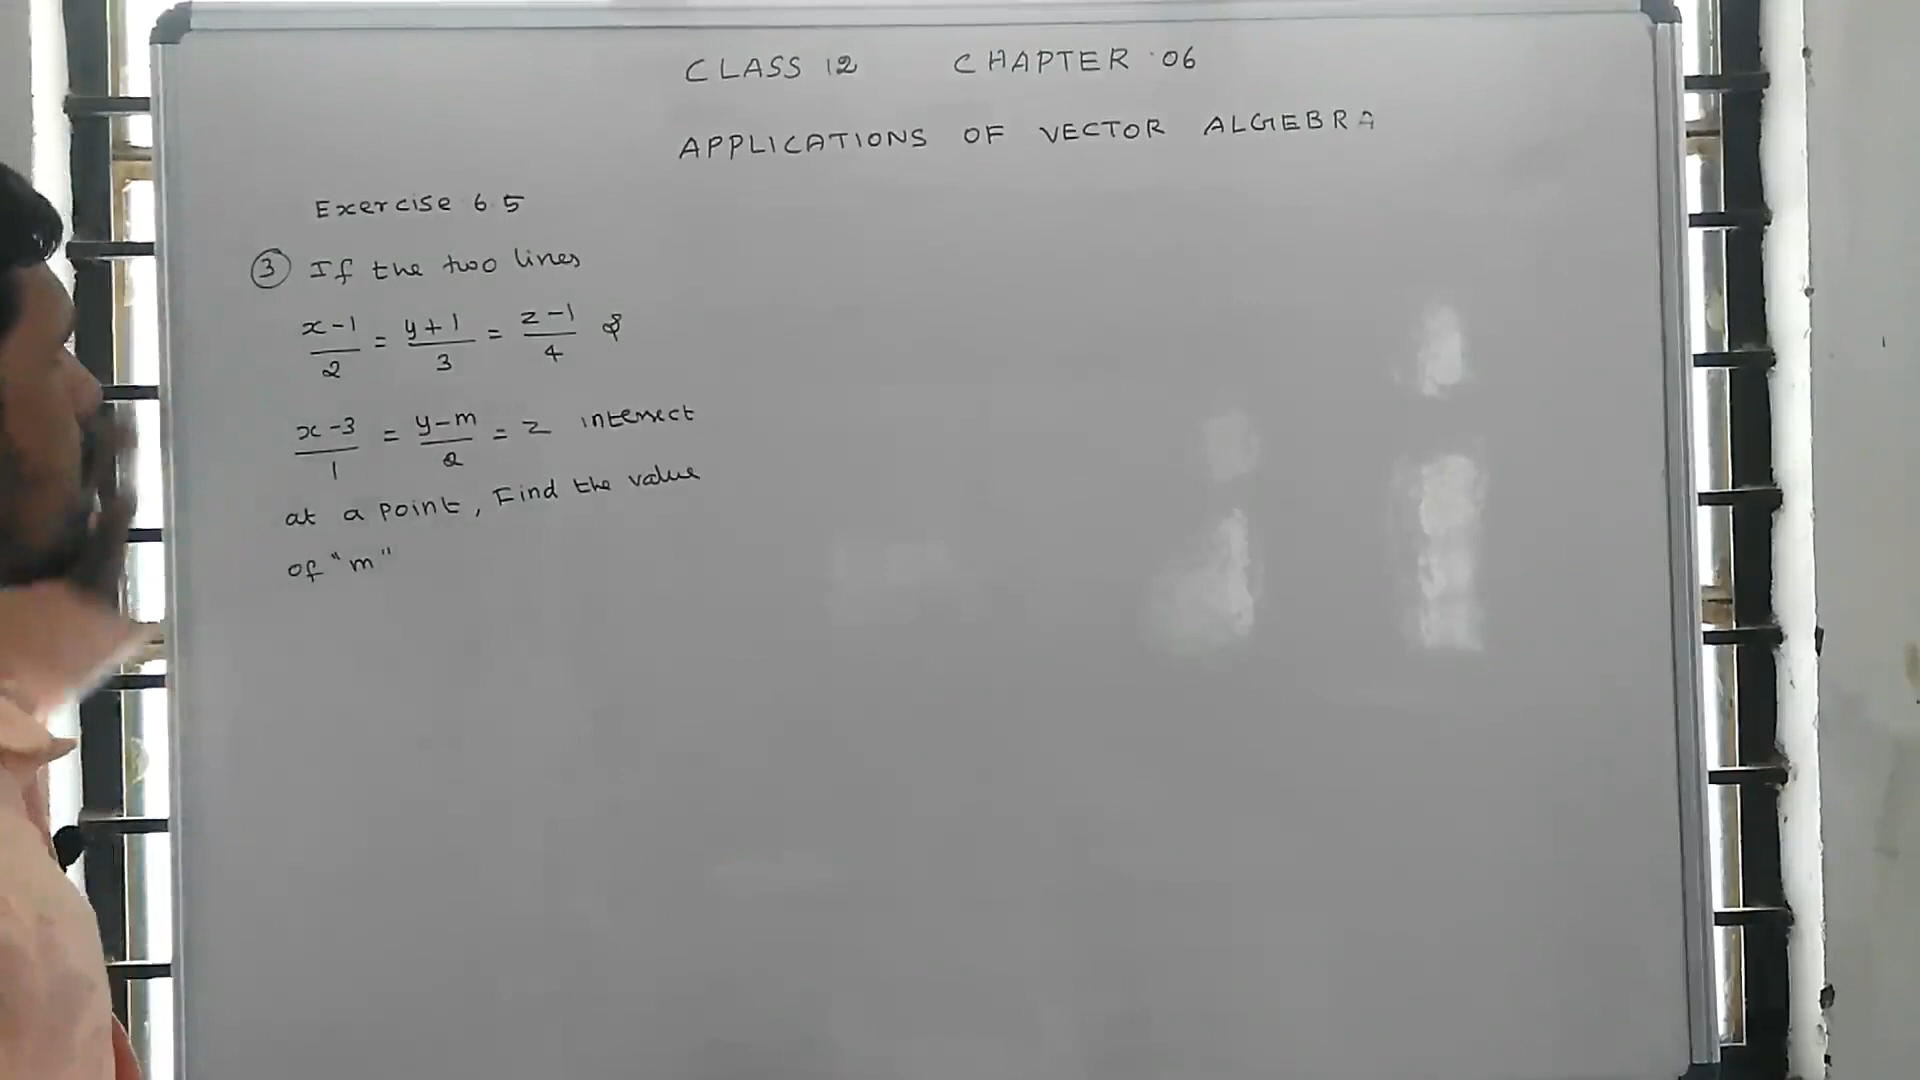 CLASS 12 CHAPTER 06
APPLICATIONS OF VECTOR ALGEBRA
Exercise 6.5
③ If the two lines
(x-1)/2 = (y+1)/3 = (z-1)/4 &
(x-3)/1 = (y-m)/2 = z intersect
at a point, Find the value
of "m"